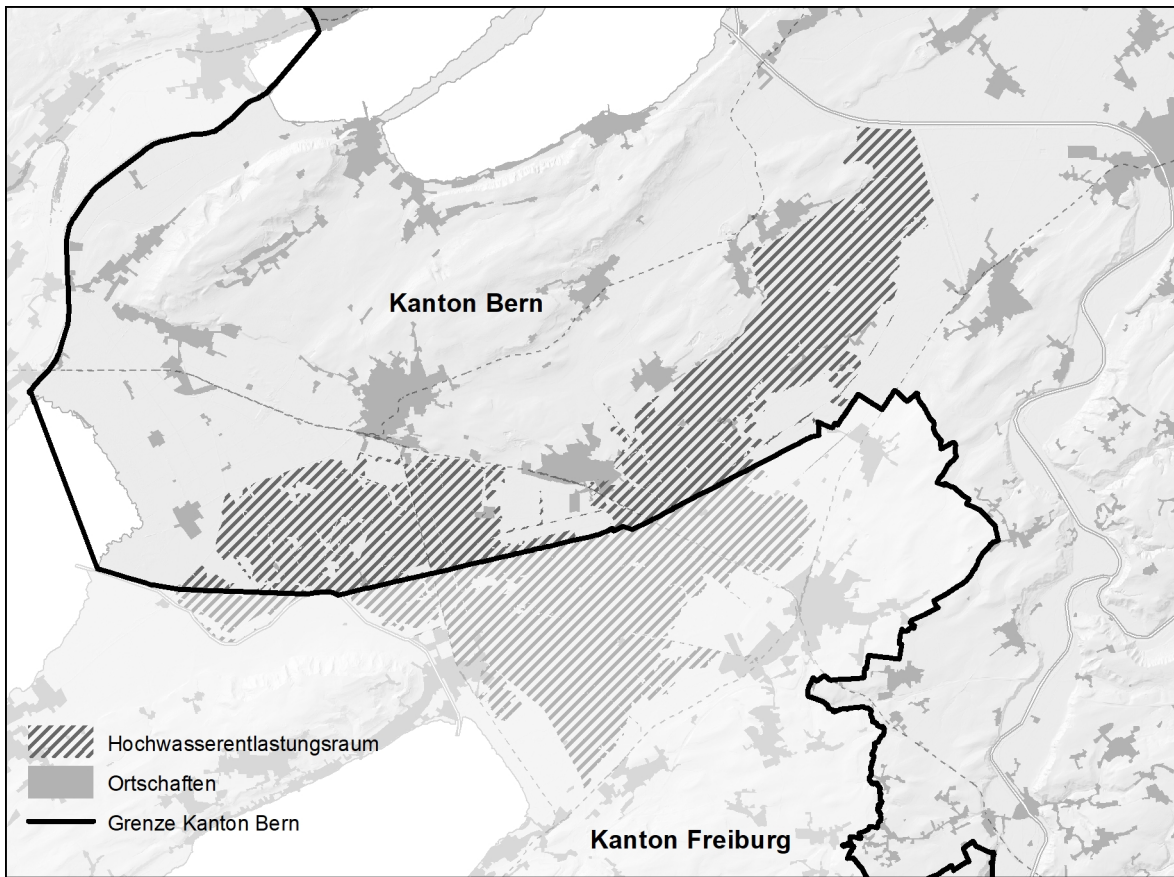 Kanton Bern
Hochwasserentlastungsraum
Ortschaften
Grenze Kanton Bern
Kanton Freiburg